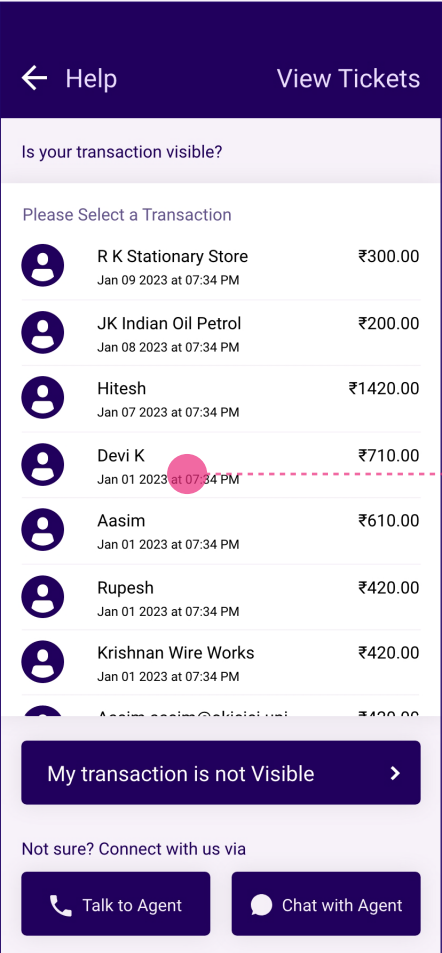 Help View Tickets
Is your transaction visible?
Please Select a Transaction
R K Stationary Store ₹300.00
Jan 09 2023 at 07:34 PM
JK Indian Oil Petrol ₹200.00
Jan 08 2023 at 07:34 PM
Hitesh ₹1420.00
Jan 07 2023 at 07:34 PM
Devi K ₹710.00
Jan 01 2023 at 07:34 PM
Aasim ₹610.00
Jan 01 2023 at 07:34 PM
Rupesh ₹420.00
Jan 01 2023 at 07:34 PM
Krishnan Wire Works ₹420.00
Jan 01 2023 at 07:34 PM
My transaction is not Visible
Not sure? Connect with us via
Talk to Agent Chat with Agent